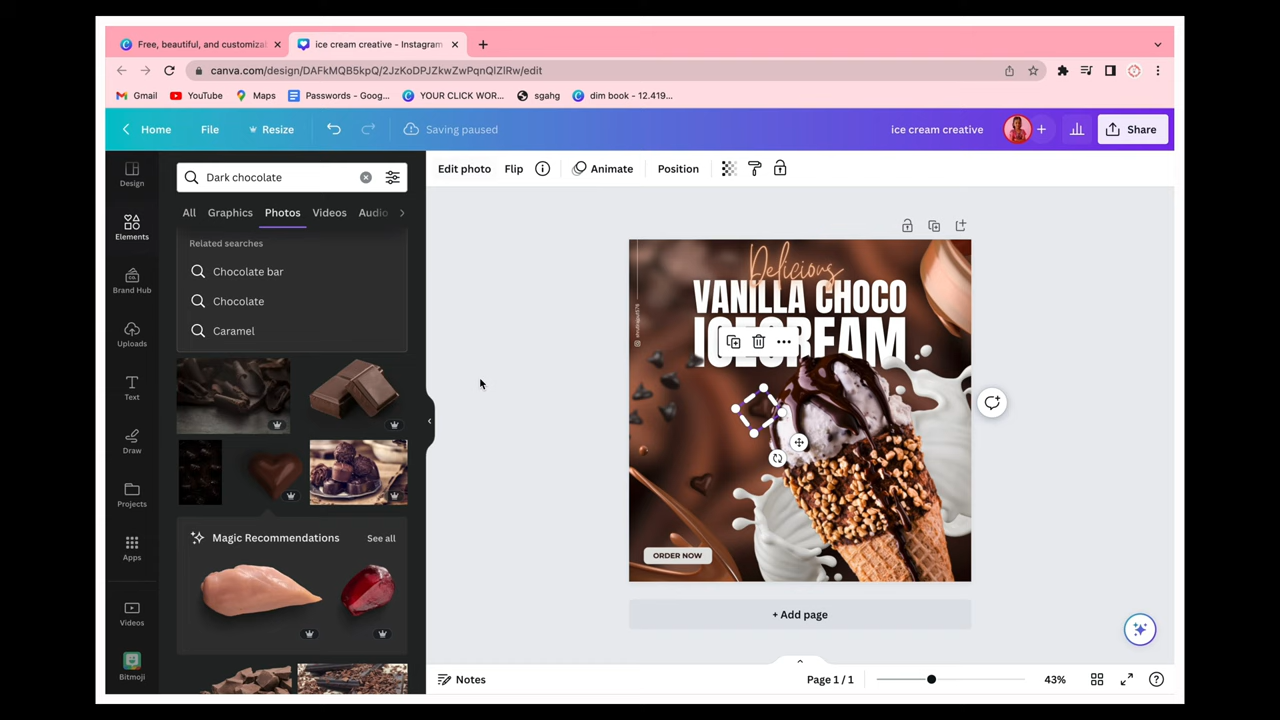 Free, beautiful, and customizab
ice cream creative - Instagram
canva.com/design/DAFkMQB5kpQ/2JzKoDPJZkwZwPqnQlZlRw/edit
Gmail
YouTube
Maps
Passwords – Goog...
YOUR CLICK WOR...
sgahg
dim book - 12.419...
Home
File
Resize
Saving paused
ice cream creative
Share
Design
Elements
Brand Hub
Uploads
Text
Draw
Projects
Apps
Videos
Bitmoji
Dark chocolate
All
Graphics
Photos
Videos
Audio
Related searches
Chocolate bar
Chocolate
Caramel
Magic Recommendations
See all
Edit photo
Flip
Animate
Position
Delicious
VANILLA CHOCO
ICECREAM
ORDER NOW
+ Add page
Notes
Page 1 / 1
43%